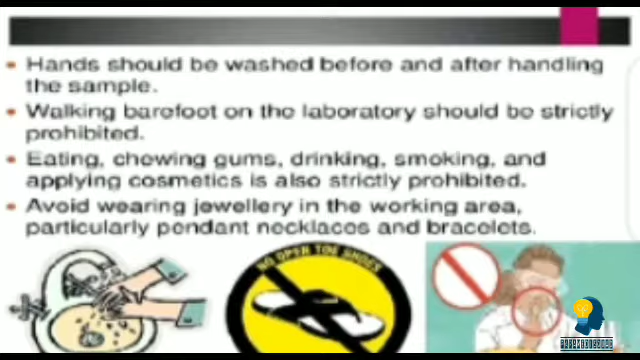 Hands should be washed before and after handling
the sample.
Walking barefoot on the laboratory should be strictly
prohibited.
Eating, chewing gums, drinking, smoking, and
applying cosmetics is also strictly prohibited.
Avoid wearing jewellery in the working area,
particularly pendant necklaces and bracelets.
NO OPEN TOE SHOES